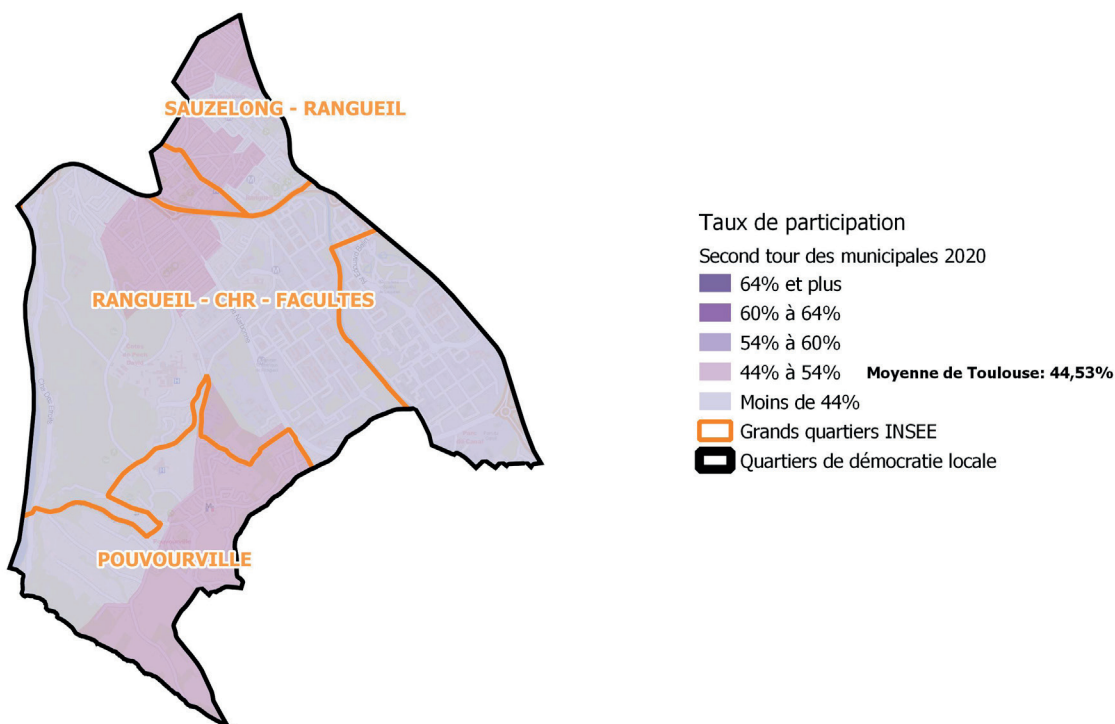 SAUZELONG - RANGUEIL
RANGUEIL - CHR - FACULTES
POUVOURVILLE
Taux de participation
Second tour des municipales 2020
64% et plus
60% à 64%
54% à 60%
44% à 54% Moyenne de Toulouse: 44,53%
Moins de 44%
Grands quartiers INSEE
Quartiers de démocratie locale